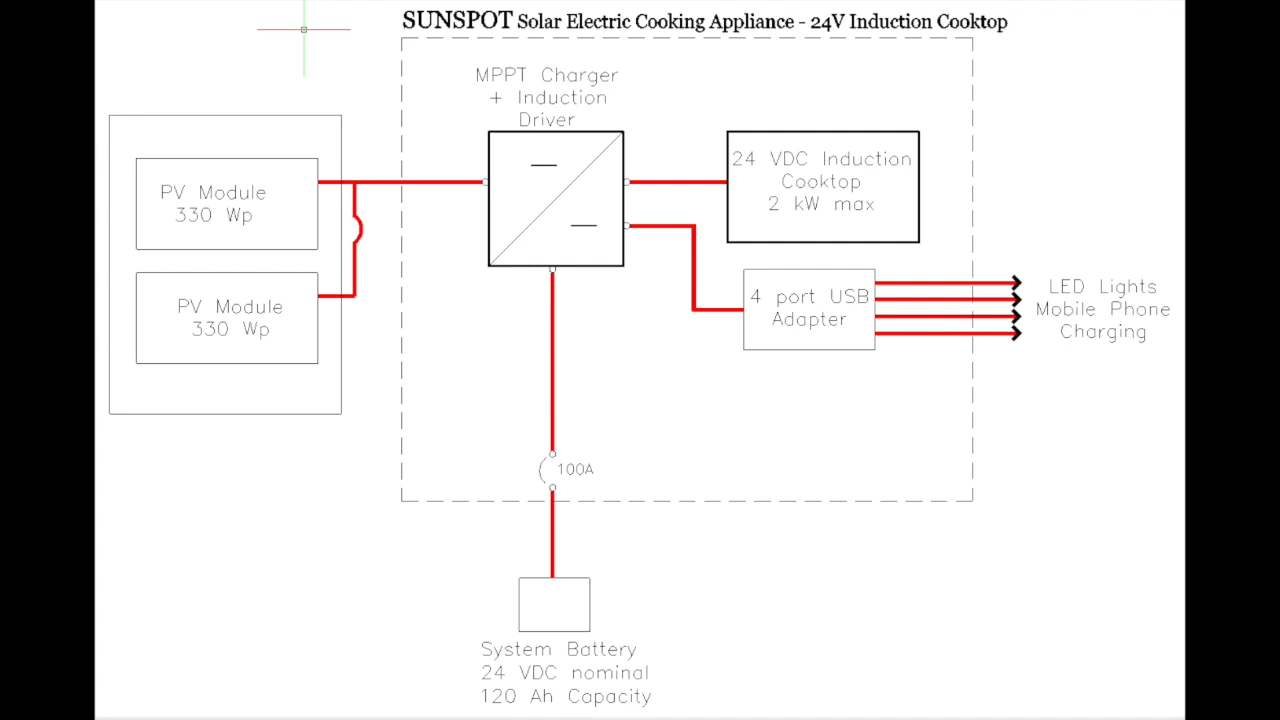 SUNSPOT Solar Electric Cooking Appliance - 24V Induction Cooktop
MPPT Charger
+ Induction
Driver
PV Module
330 Wp
PV Module
330 Wp
24 VDC Induction
Cooktop
2 kW max
4 port USB
Adapter
LED Lights
Mobile Phone
Charging
100A
System Battery
24 VDC nominal
120 Ah Capacity